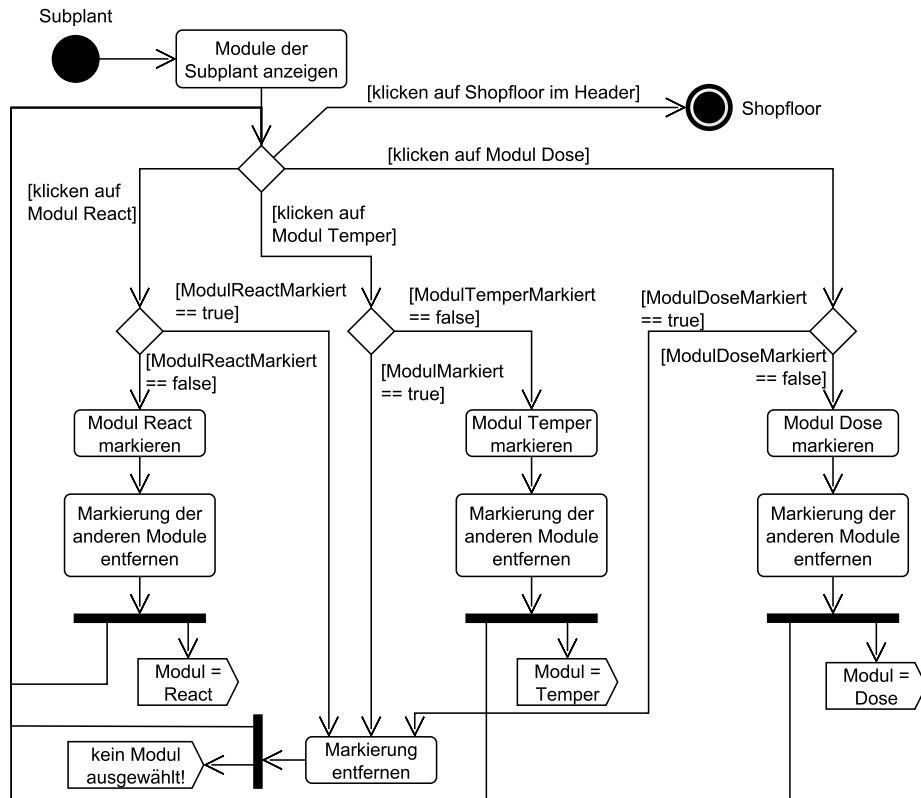 Subplant
Module der
Subplant anzeigen
[klicken auf Shopfloor im Header]
Shopfloor
[klicken auf Modul Dose]
[klicken auf
Modul React]
[klicken auf
Modul Temper]
[ModulReactMarkiert
== true]
[ModulTemperMarkiert
== false]
[ModulDoseMarkiert
== true]
[ModulReactMarkiert
== false]
[ModulMarkiert
== true]
[ModulDoseMarkiert
== false]
Modul React
markieren
Modul Temper
markieren
Modul Dose
markieren
Markierung der
anderen Module
entfernen
Markierung der
anderen Module
entfernen
Markierung der
anderen Module
entfernen
Modul =
React
Modul =
Temper
Modul =
Dose
kein Modul
ausgewählt!
Markierung
entfernen